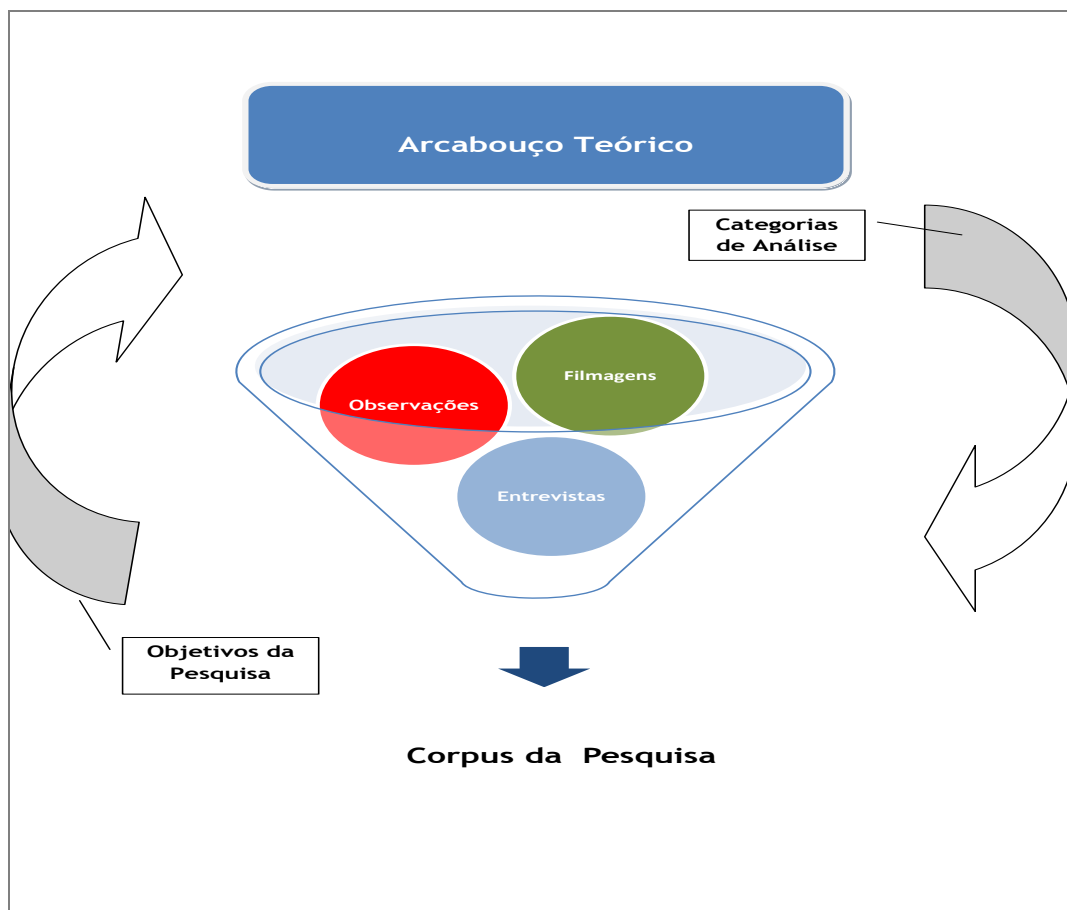 Arcabouço Teórico
Categorias
de Análise
Filmagens
Observações
Entrevistas
Objetivos da
Pesquisa
Corpus da Pesquisa